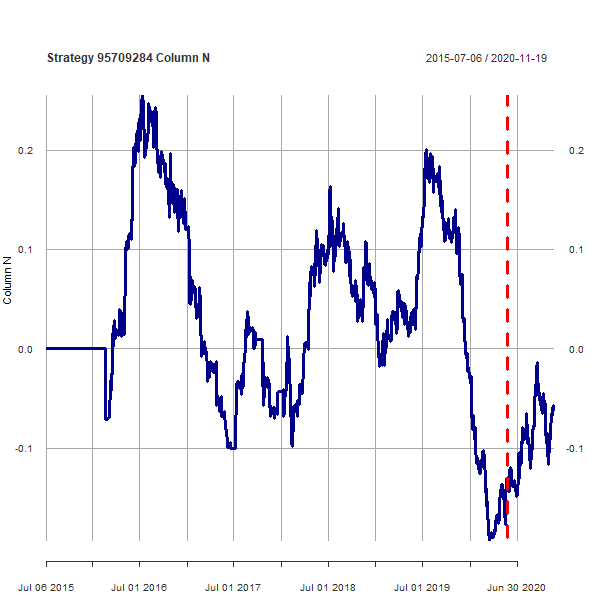 Strategy 95709284 Column N 2015-07-06 / 2020-11-19
0.2 0.2
0.1 0.1
0.0 0.0
-0.1 -0.1
Column N
Jul 06 2015 Jul 01 2016 Jul 01 2017 Jul 01 2018 Jul 01 2019 Jun 30 2020